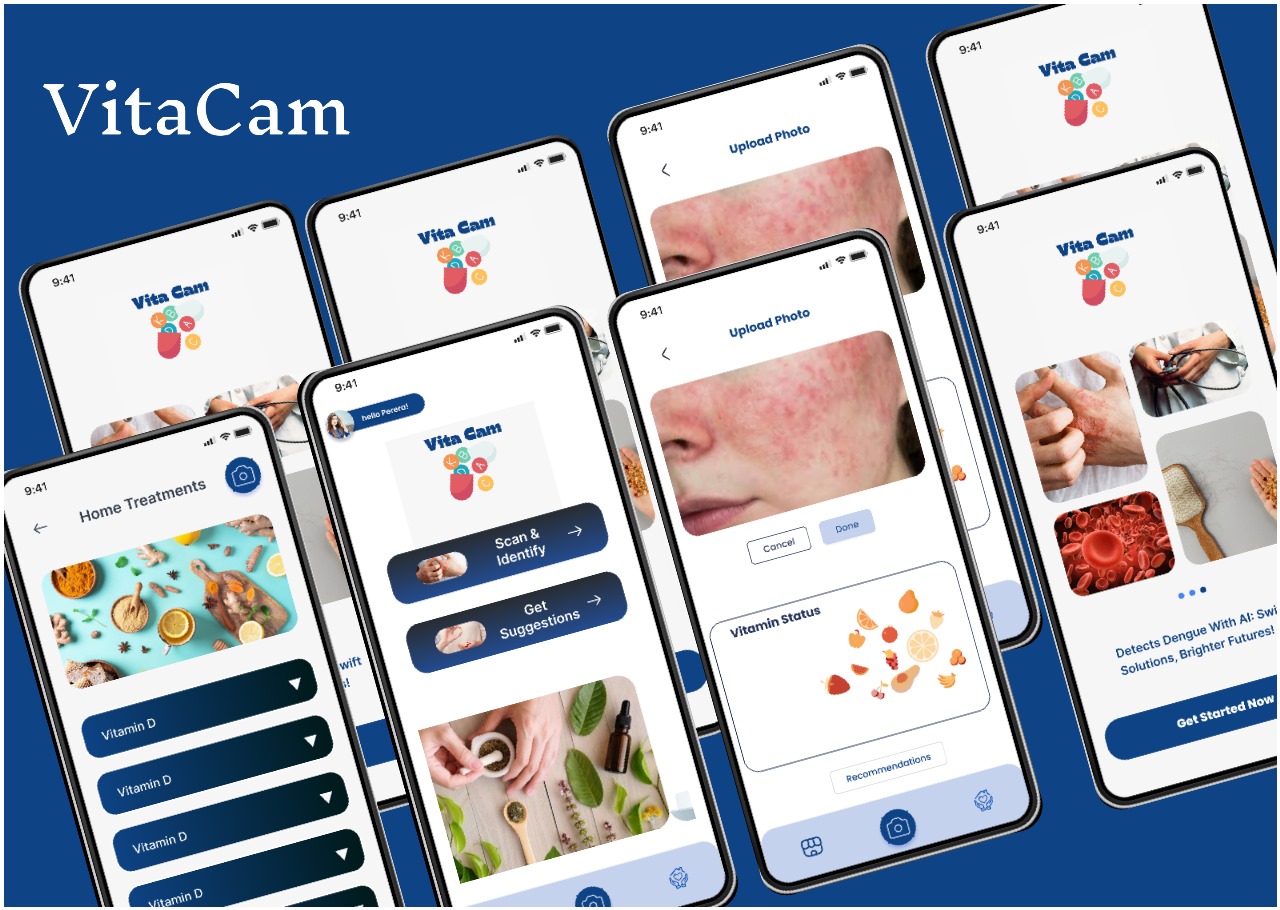 VitaCam
9:41
Vita Cam
K B D A C
9:41
Vita Cam
K B D A C
9:41
Upload Photo
9:41
Vita Cam
K B D A C
9:41
Home Treatments
Vitamin D
Vitamin D
Vitamin D
Vitamin D
9:41
hello Perera!
Vita Cam
K B D A C
Scan &
Identify
Get
Suggestions
9:41
Upload Photo
Cancel
Done
Vitamin Status
Recommendations
9:41
Vita Cam
K B D A C
Detects Dengue With AI: Swi
Solutions, Brighter Futures!
Get Started Now
wift
s!